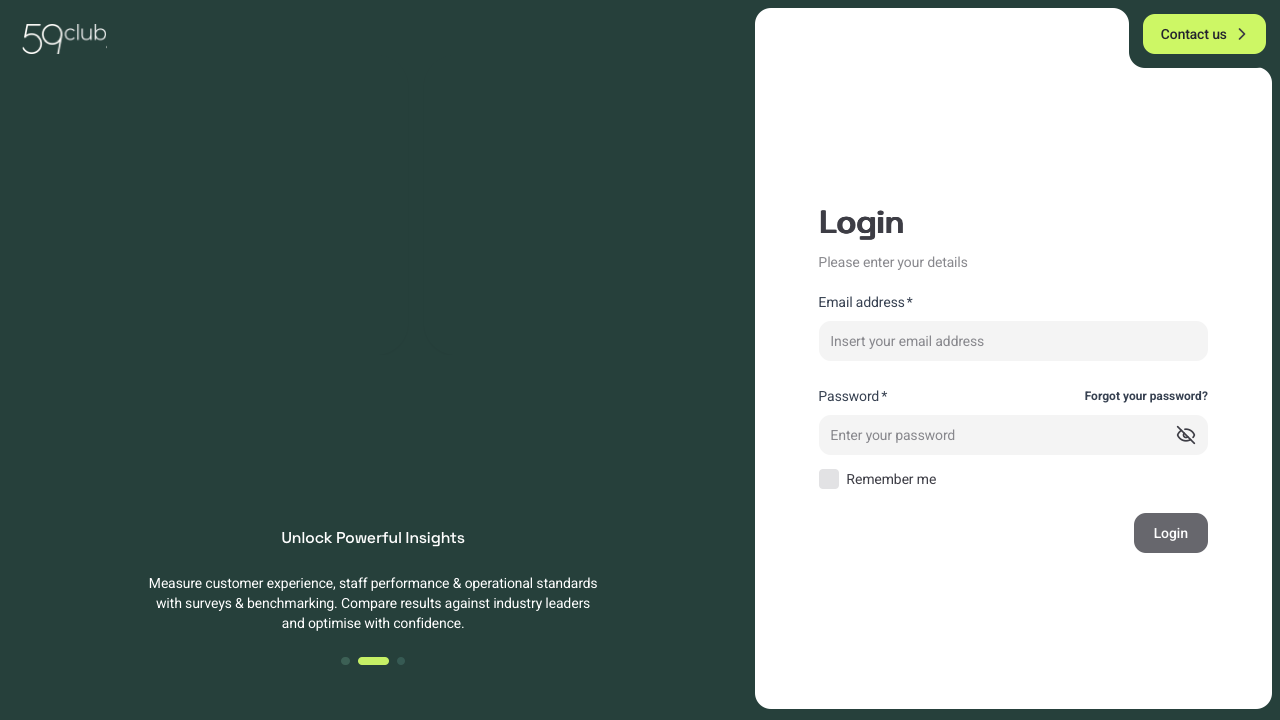 59club
Contact us
Login
Please enter your details
Email address *
Insert your email address
Password *
Forgot your password?
Enter your password
Remember me
Login
Unlock Powerful Insights
Measure customer experience, staff performance & operational standards
with surveys & benchmarking. Compare results against industry leaders
and optimise with confidence.